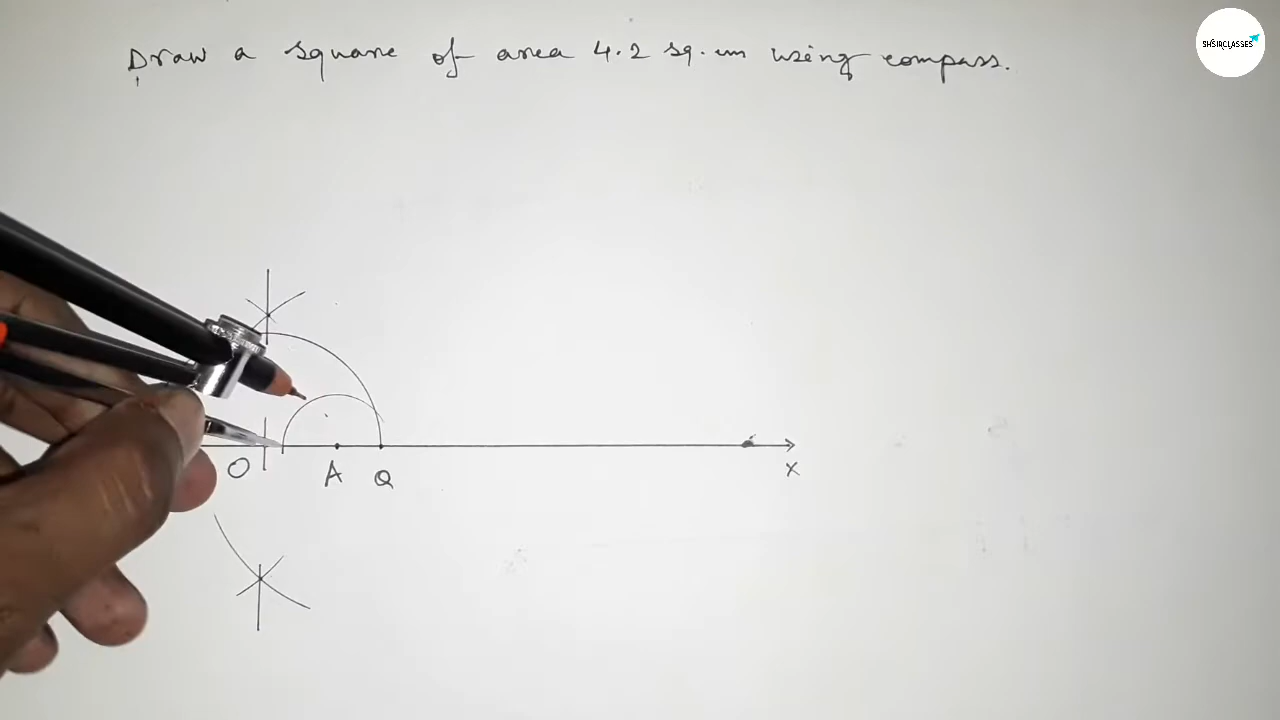 Draw a square of area 4.2 sq.cm using compass.
SHSIRCLASSES
O A Q X